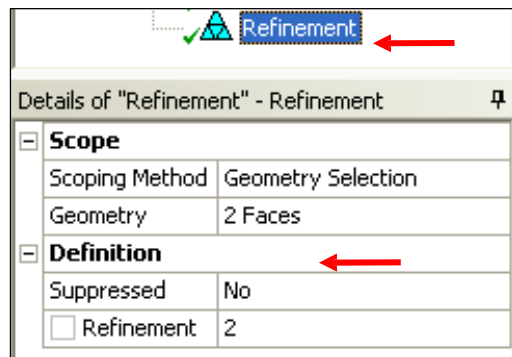 Refinement
Details of "Refinement" - Refinement
Scope
Scoping Method Geometry Selection
Geometry 2 Faces
Definition
Suppressed No
Refinement 2